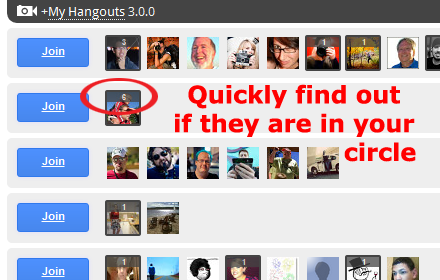 +My Hangouts 3.0.0
Join
3
1
1
Join
Quickly find out
if they are in your
circle
Join
Join
1
Join
1